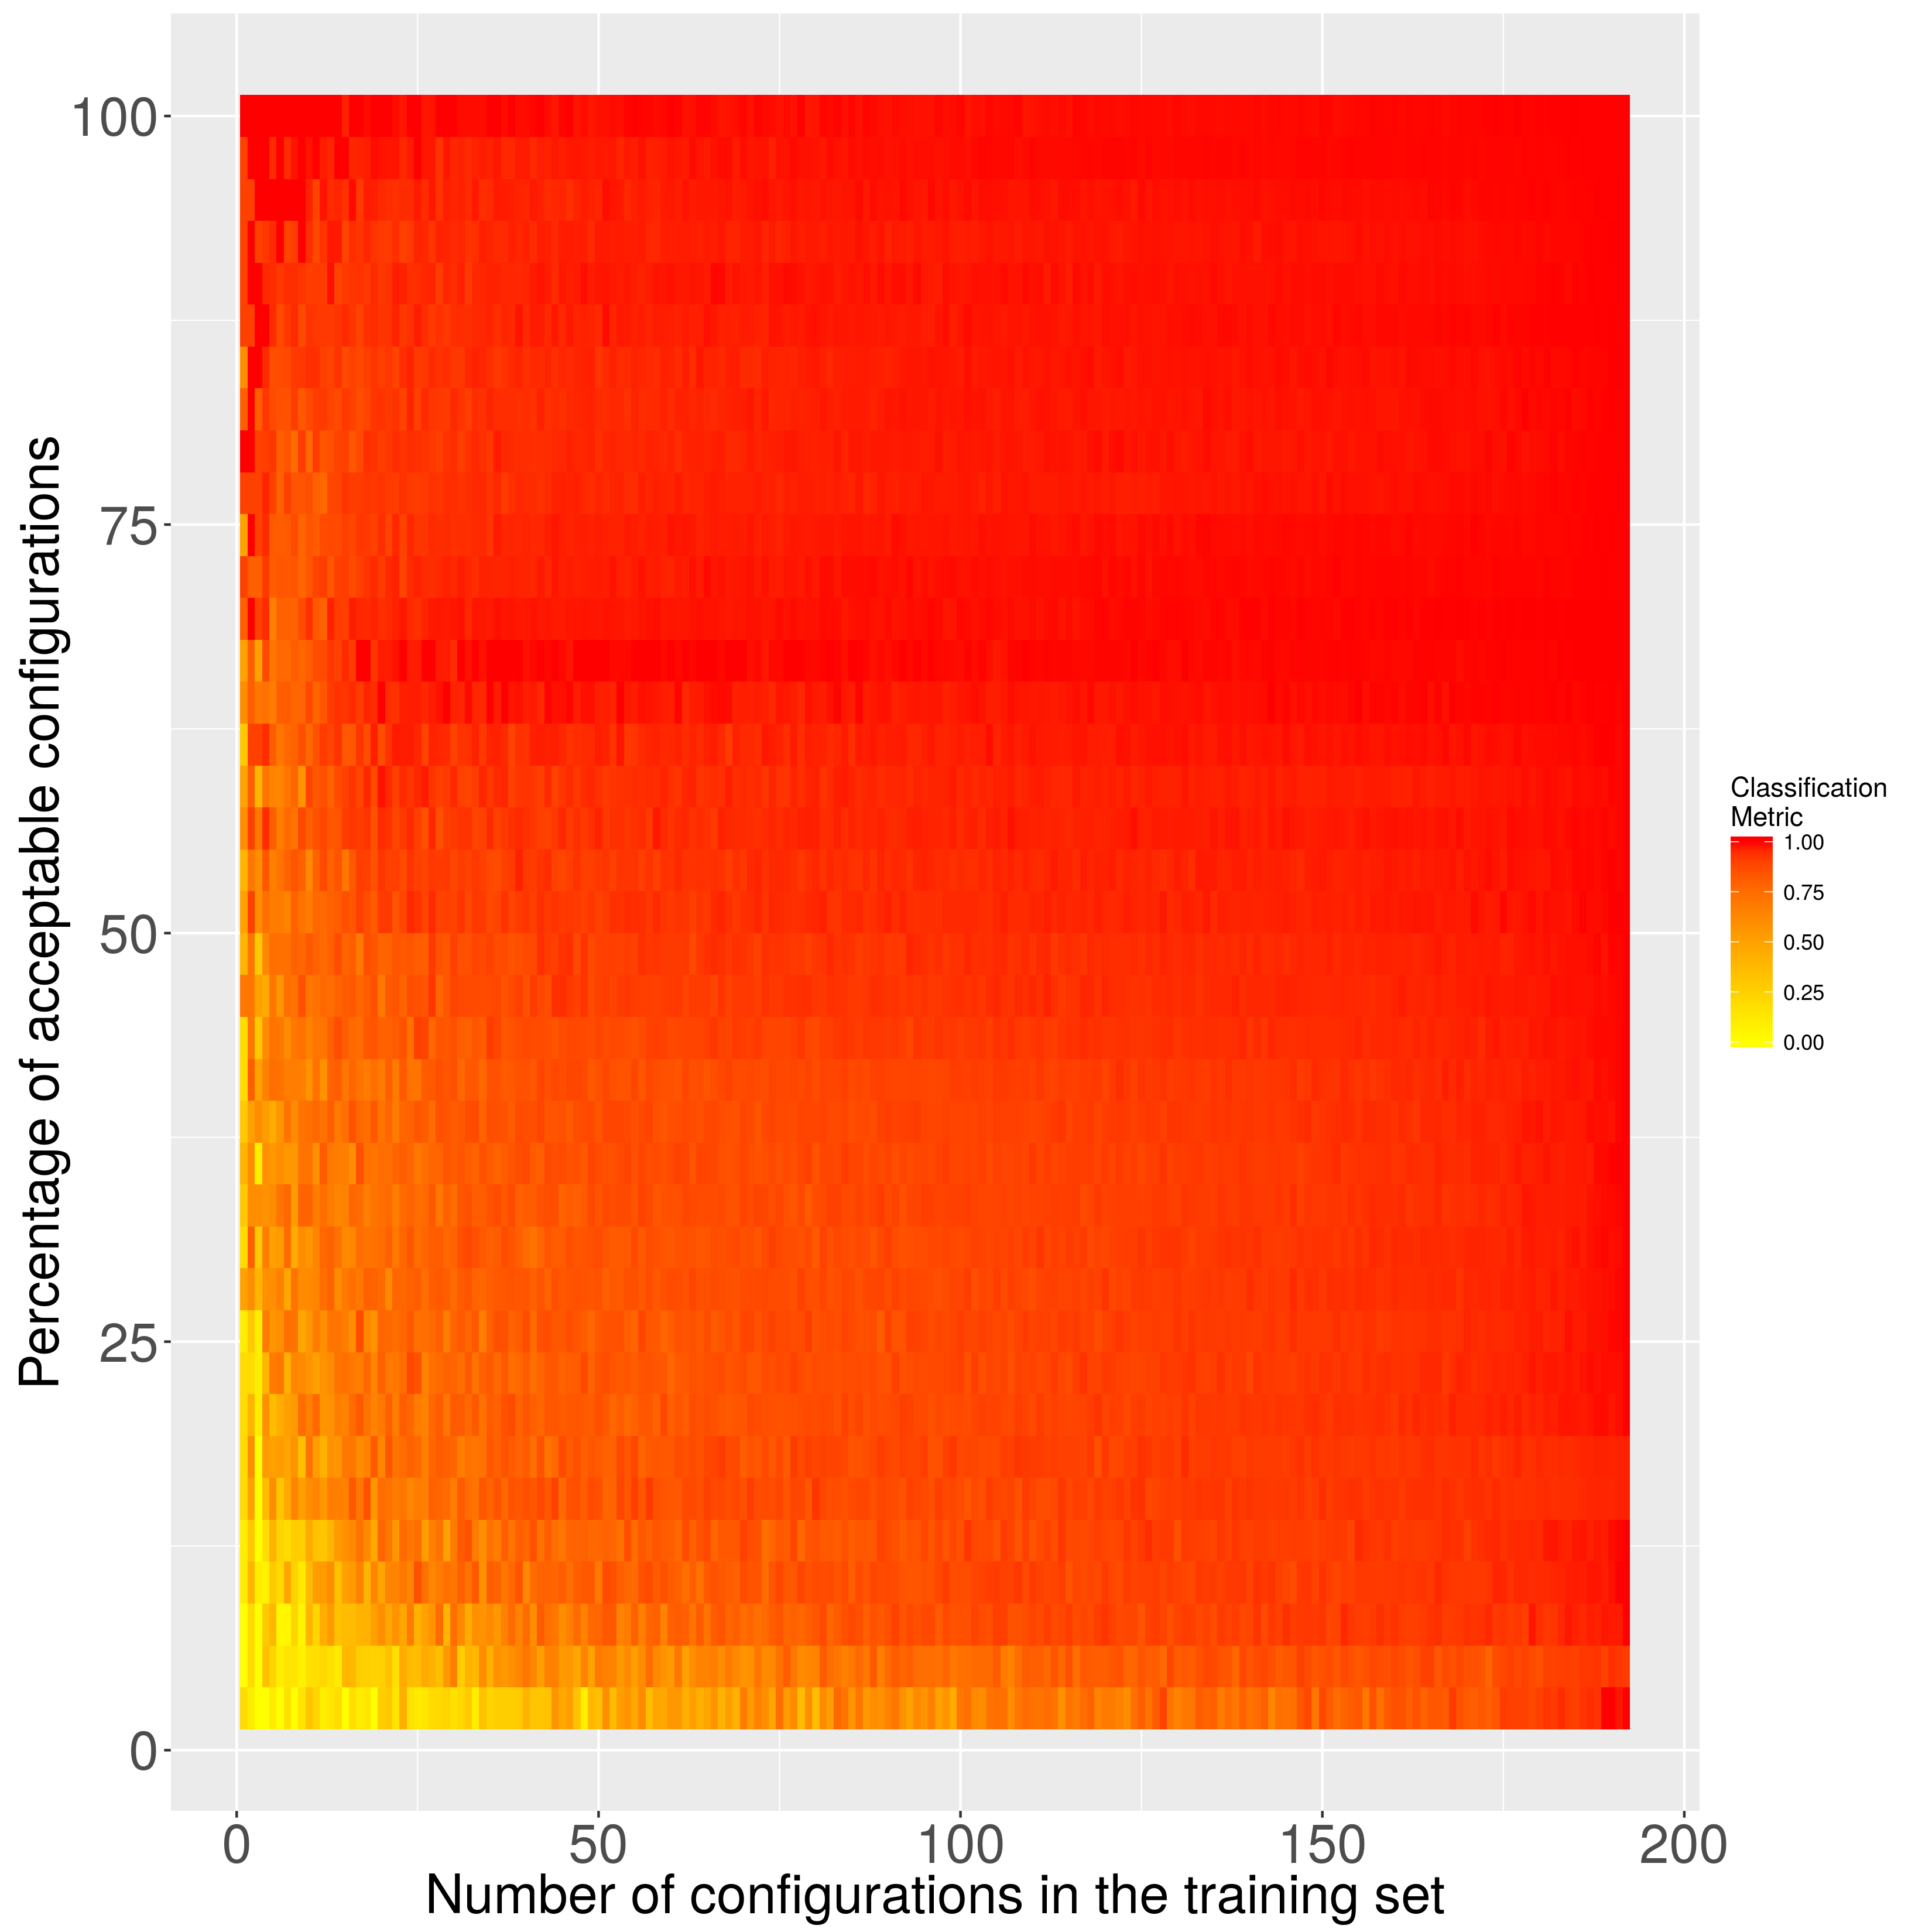 100
75
50
25
0
Percentage of acceptable configurations
0 50 100 150 200
Number of configurations in the training set
Classification
Metric
1.00
0.75
0.50
0.25
0.00